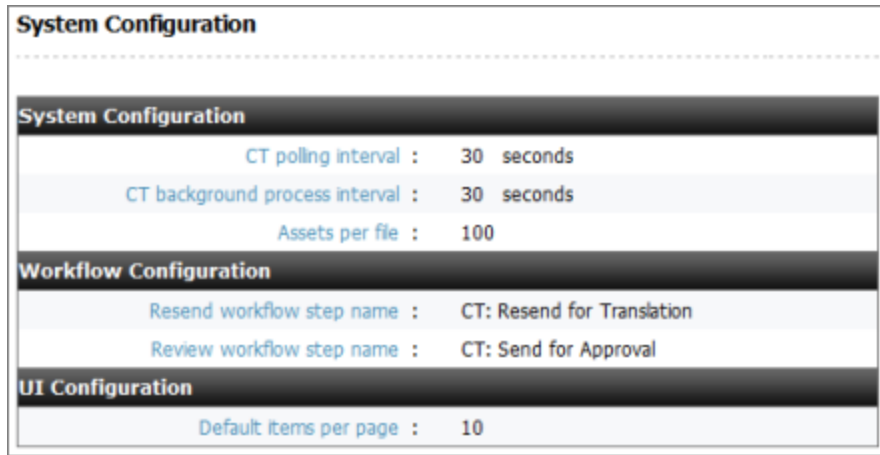 System Configuration
System Configuration
CT polling interval : 30 seconds
CT background process interval : 30 seconds
Assets per file : 100
Workflow Configuration
Resend workflow step name : CT: Resend for Translation
Review workflow step name : CT: Send for Approval
UI Configuration
Default items per page : 10